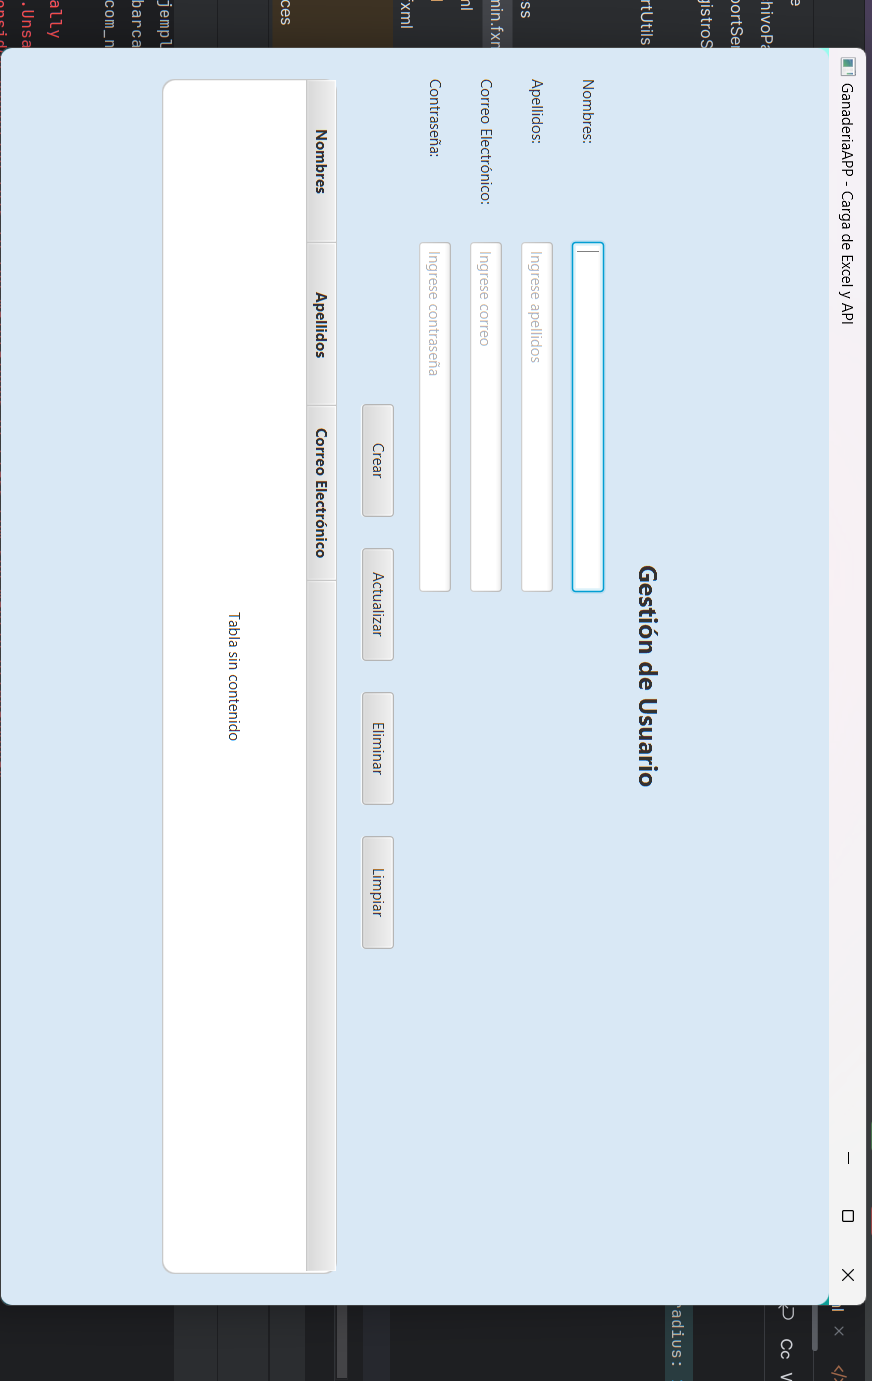 GanaderiaAPP - Carga de Excel y API
Gestión de Usuario
Nombres:
Apellidos:
Ingrese apellidos
Correo Electrónico:
Ingrese correo
Contraseña:
Ingrese contraseña
Crear
Actualizar
Eliminar
Limpiar
Nombres
Apellidos
Correo Electrónico
Tabla sin contenido
Cc